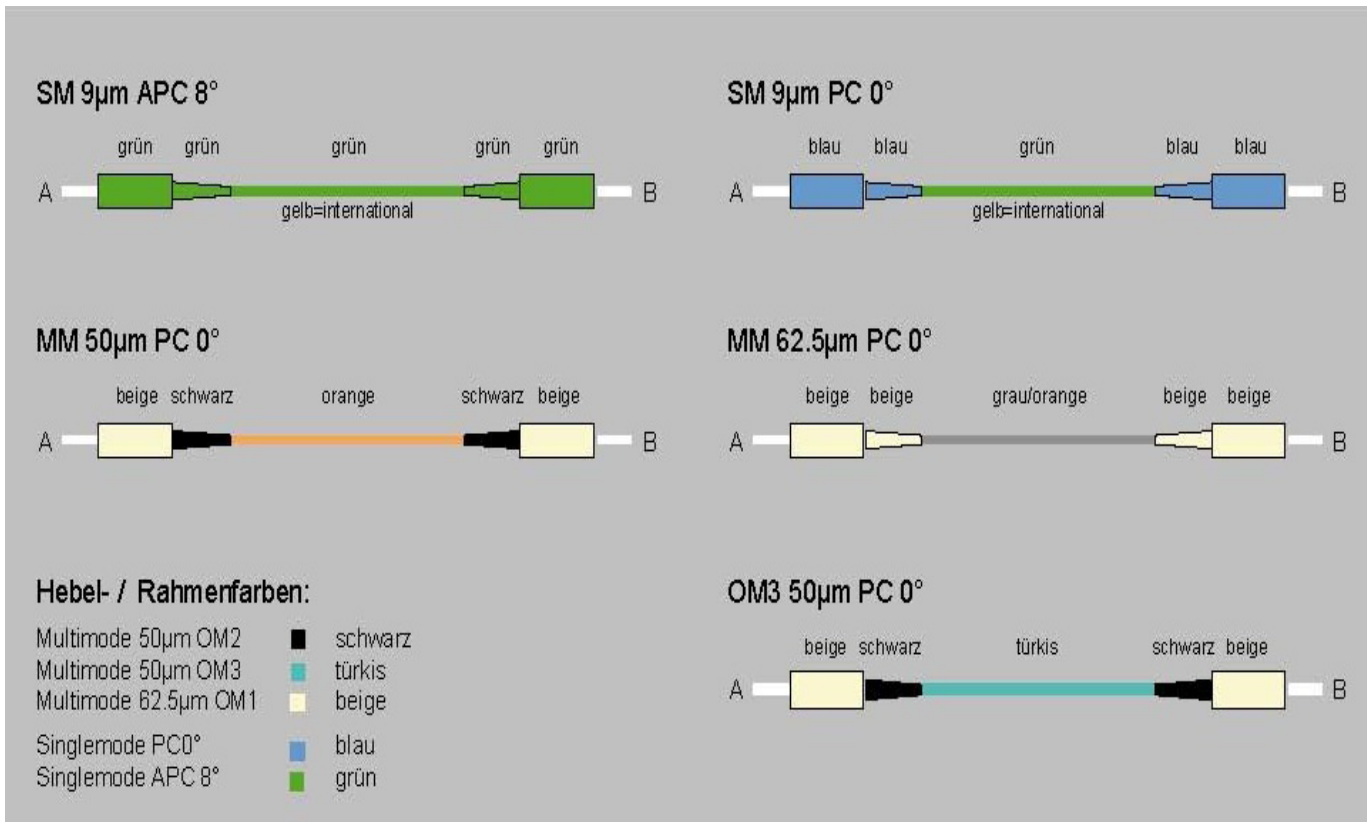 SM 9µm APC 8°
grün grün grün grün grün
A B
gelb=international
SM 9µm PC 0°
blau blau grün blau blau
A B
gelb=international
MM 50µm PC 0°
beige schwarz orange schwarz beige
A B
MM 62.5µm PC 0°
beige beige grau/orange beige beige
A B
Hebel- / Rahmenfarben:
Multimode 50µm OM2 schwarz
Multimode 50µm OM3 türkis
Multimode 62.5µm OM1 beige
Singlemode PC0° blau
Singlemode APC 8° grün
OM3 50µm PC 0°
beige schwarz türkis schwarz beige
A B